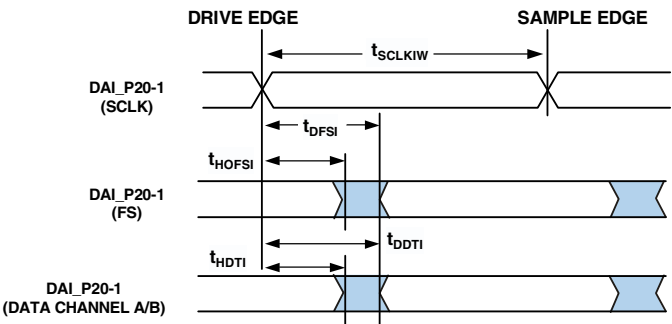 DRIVE EDGE
SAMPLE EDGE
tSCLKIW
DAI_P20-1
(SCLK)
tDFSI
tHOFSI
DAI_P20-1
(FS)
tDDTI
tHDTI
DAI_P20-1
(DATA CHANNEL A/B)